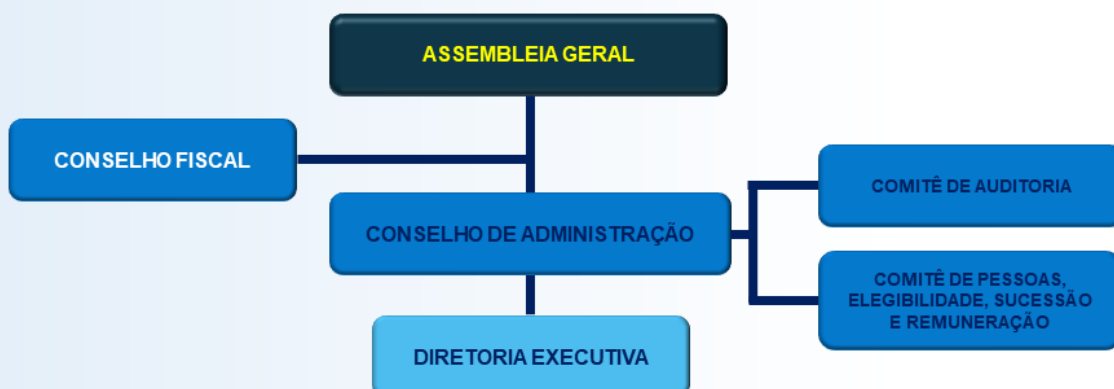 ASSEMBLEIA GERAL
CONSELHO FISCAL
CONSELHO DE ADMINISTRAÇÃO
COMITÊ DE AUDITORIA
COMITÊ DE PESSOAS,
ELEGIBILIDADE, SUCESSÃO
E REMUNERAÇÃO
DIRETORIA EXECUTIVA